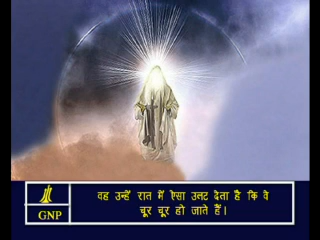 वह उन्हें रात में ऐसा उलट देता है कि वे
चूर चूर हो जाते हैं।
GNP